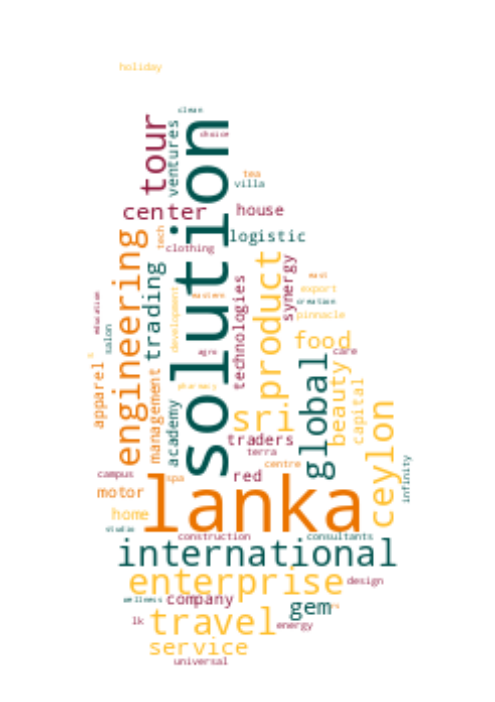 holiday
clean
choice
tour
ventures
solution
tea
villa
center
house
logistic
tech
clothing
engineering
trading
synergy
product
east
export
creation
pinnacle
eastern
education
development
technologies
salon
agro
food
care
global
beauty
capital
apparel
management
pharmacy
academy
sri
ceylon
traders
terra
centre
infinity
campus
spa
red
motor
lanka
home
studio
construction
consultants
international
enterprise
design
wellness
company
gem
lk
travel
energy
service
universal